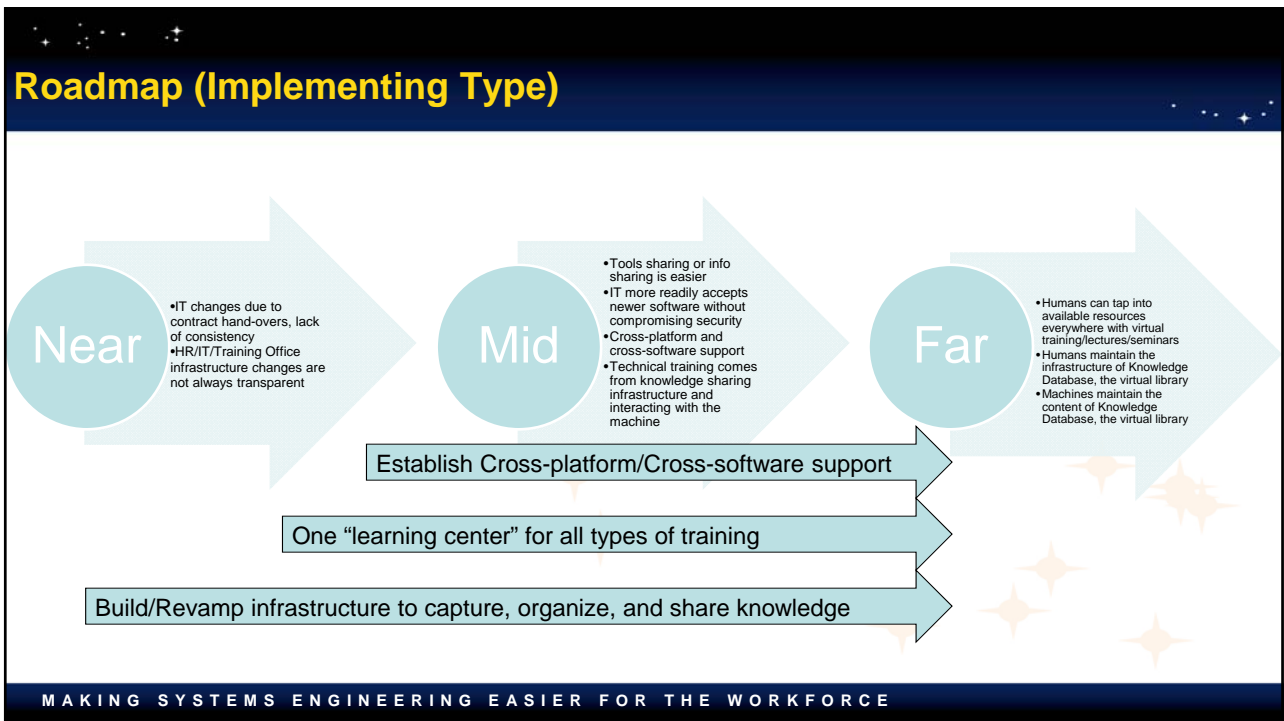 Roadmap (Implementing Type)
Near
•IT changes due to
contract hand-overs, lack
of consistency
•HR/IT/Training Office
infrastructure changes are
not always transparent
Mid
•Tools sharing or info
sharing is easier
•IT more readily accepts
newer software without
compromising security
•Cross-platform and
cross-software support
•Technical training comes
from knowledge sharing
infrastructure and
interacting with the
machine
Far
•Humans can tap into
available resources
everywhere with virtual
training/lectures/seminars
•Humans maintain the
infrastructure of Knowledge
Database, the virtual library
•Machines maintain the
content of Knowledge
Database, the virtual library
Establish Cross-platform/Cross-software support
One “learning center” for all types of training
Build/Revamp infrastructure to capture, organize, and share knowledge
MAKING SYSTEMS ENGINEERING EASIER FOR THE WORKFORCE